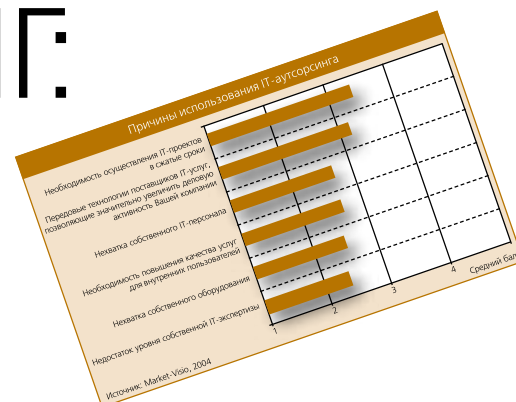 Г:
Причины использования IT-аутсорсинга
Необходимость осуществления IT-проектов
в сжатые сроки
Передовые технологии поставщиков IT-услуг,
позволяющие значительно увеличить деловую
активность Вашей компании
Нехватка собственного IT-персонала
Необходимость повышения качества услуг
для внутренних пользователей
Нехватка собственного оборудования
Недостаток уровня собственной IT-экспертизы
1
2
3
4
Средний бал
Источник: Market-Visio, 2004